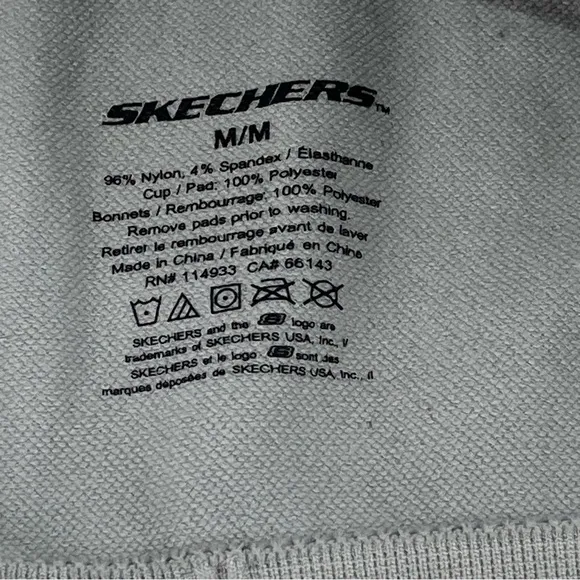 SKECHERS™
M/M
96% Nylon, 4% Spandex / Élasthanne
Cup / Pad: 100% Polyester
Bonnets / Rembourrage: 100% Polyester
Remove pads prior to washing.
Retirer le rembourrage avant de laver
Made in China / Fabriqué en Chine
RN# 114933 CA# 66143
SKECHERS and the S logo are
trademarks of SKECHERS USA, Inc., I/
SKECHERS et le logo S sont des
marques déposées de SKECHERS USA, Inc., II